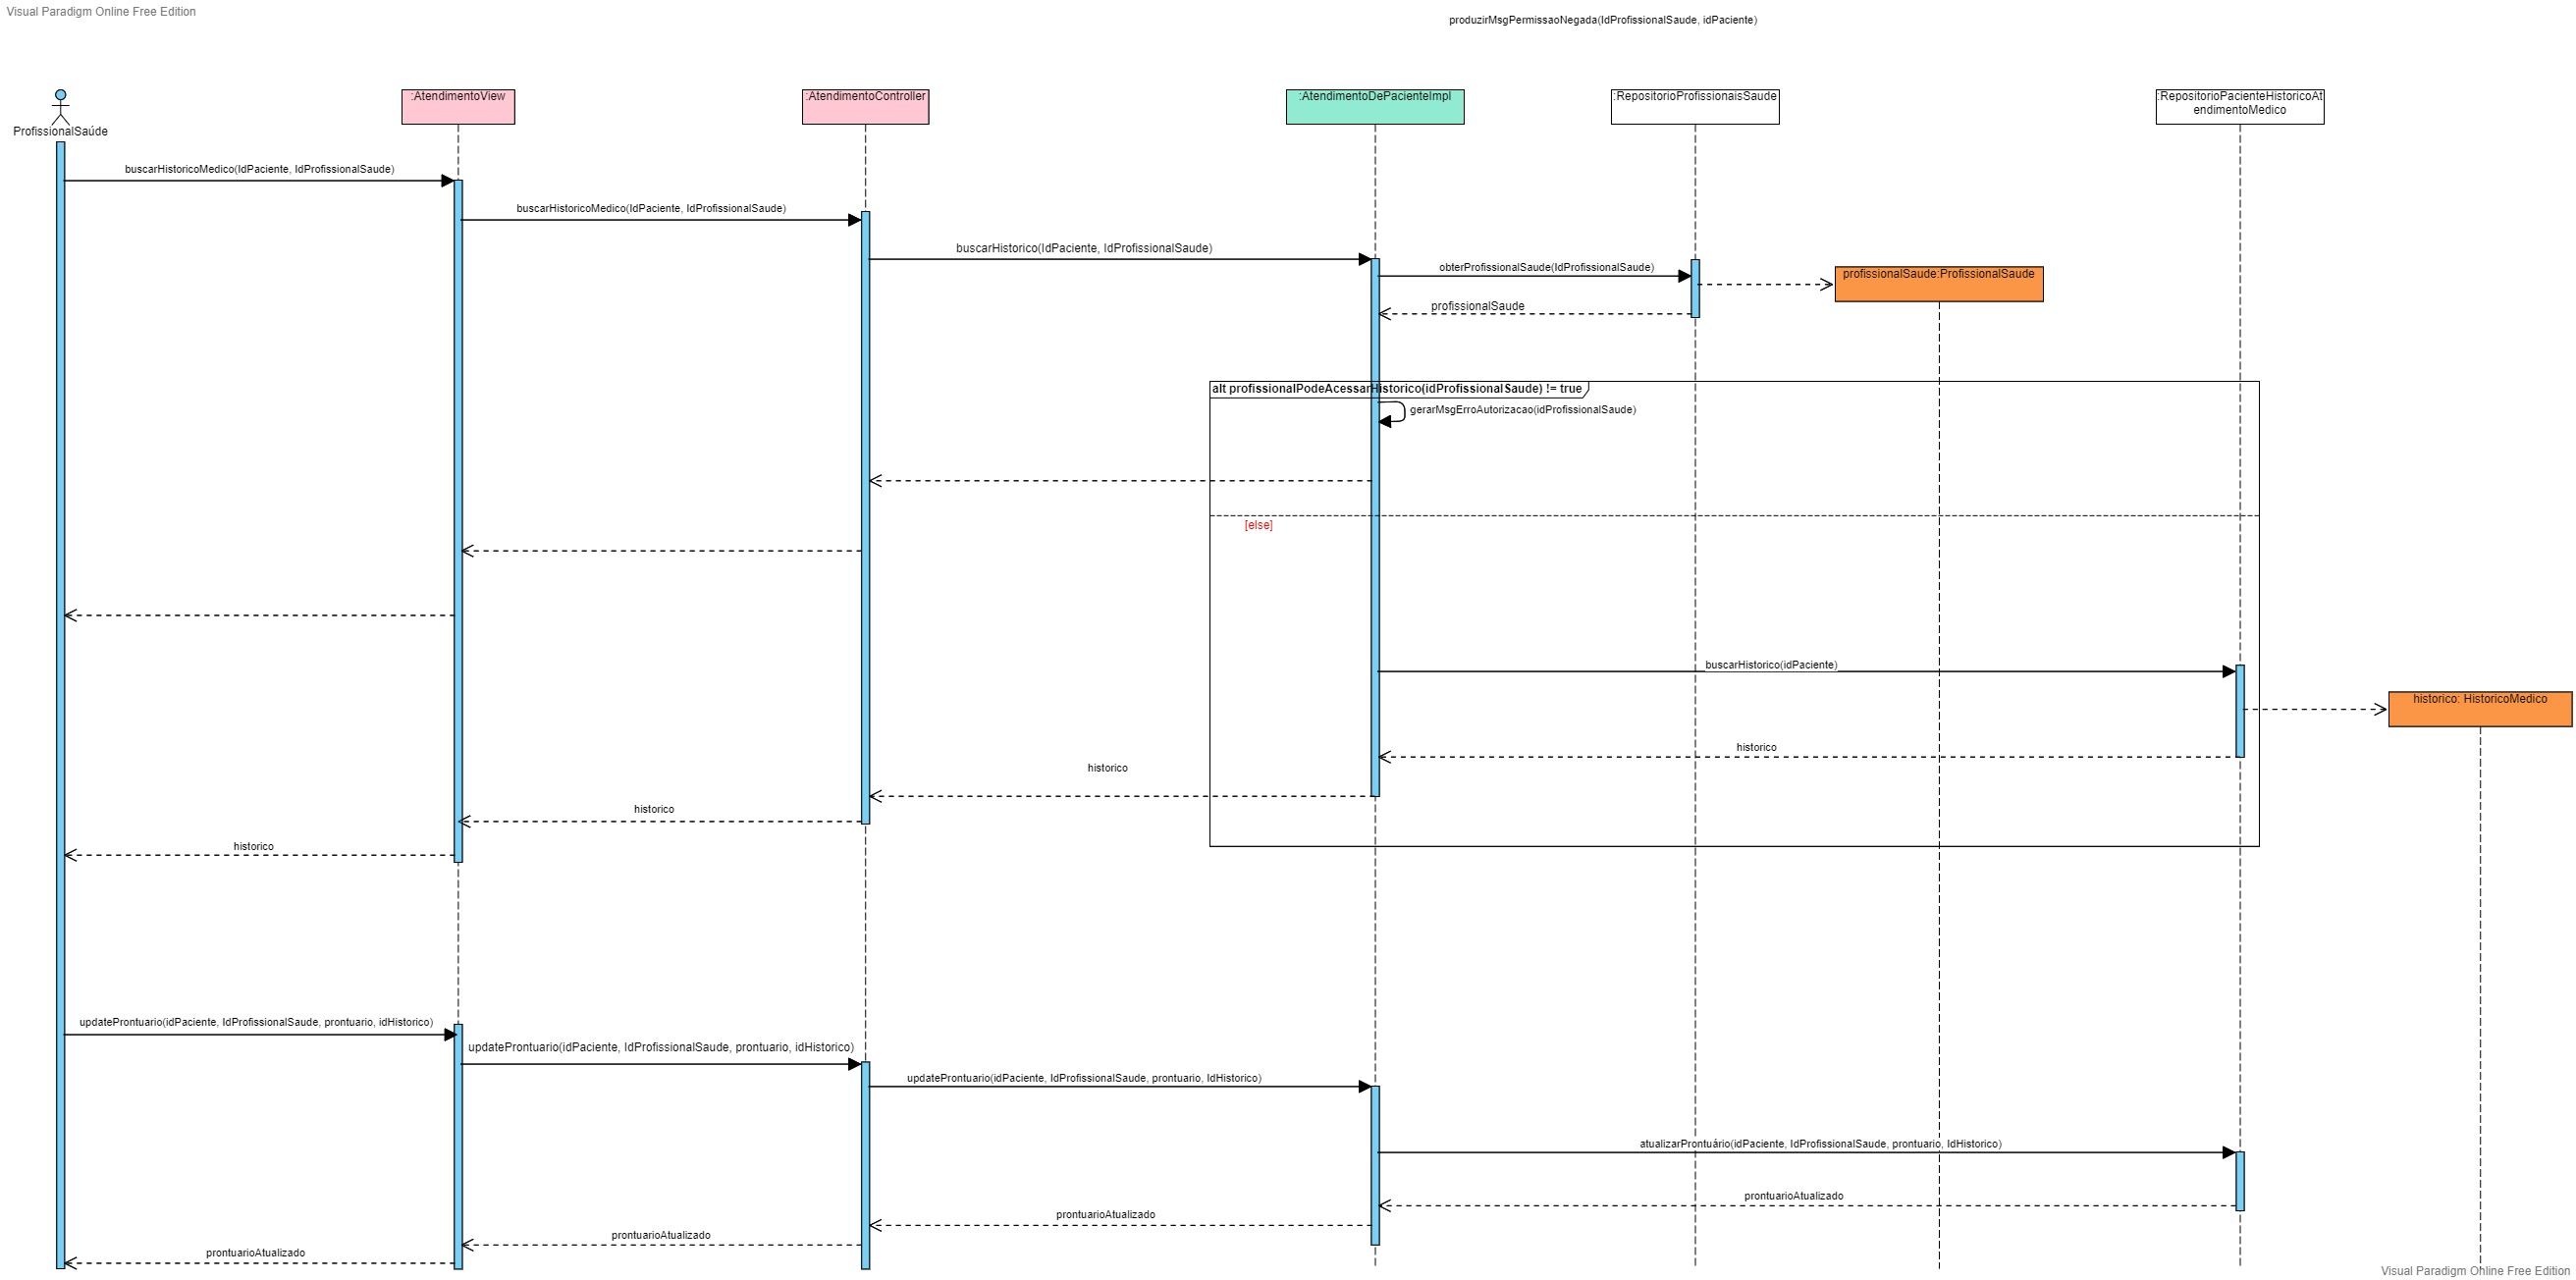 Visual Paradigm Online Free Edition
produzirMsgPermissaoNegada(IdProfissionalSaude, idPaciente)
ProfissionalSaúde
:AtendimentoView
:AtendimentoController
:AtendimentoDePacienteImpl
:RepositorioProfissionaisSaude
:RepositorioPacienteHistoricoAt
endimentoMedico
buscarHistoricoMedico(IdPaciente, IdProfissionalSaude)
buscarHistoricoMedico(IdPaciente, IdProfissionalSaude)
buscarHistorico(IdPaciente, IdProfissionalSaude)
obterProfissionalSaude(IdProfissionalSaude)
profissionalSaude:ProfissionalSaude
profissionalSaude
alt profissionalPodeAcessarHistorico(idProfissionalSaude) != true
gerarMsgErroAutorizacao(idProfissionalSaude)
[else]
buscarHistorico(idPaciente)
historico: HistoricoMedico
historico
historico
historico
historico
updateProntuario(idPaciente, IdProfissionalSaude, prontuario, idHistorico)
updateProntuario(idPaciente, IdProfissionalSaude, prontuario, idHistorico)
updateProntuario(idPaciente, IdProfissionalSaude, prontuario, IdHistorico)
atualizarProntuário(idPaciente, IdProfissionalSaude, prontuario, IdHistorico)
prontuarioAtualizado
prontuarioAtualizado
prontuarioAtualizado
prontuarioAtualizado
Visual Paradigm Online Free Edition